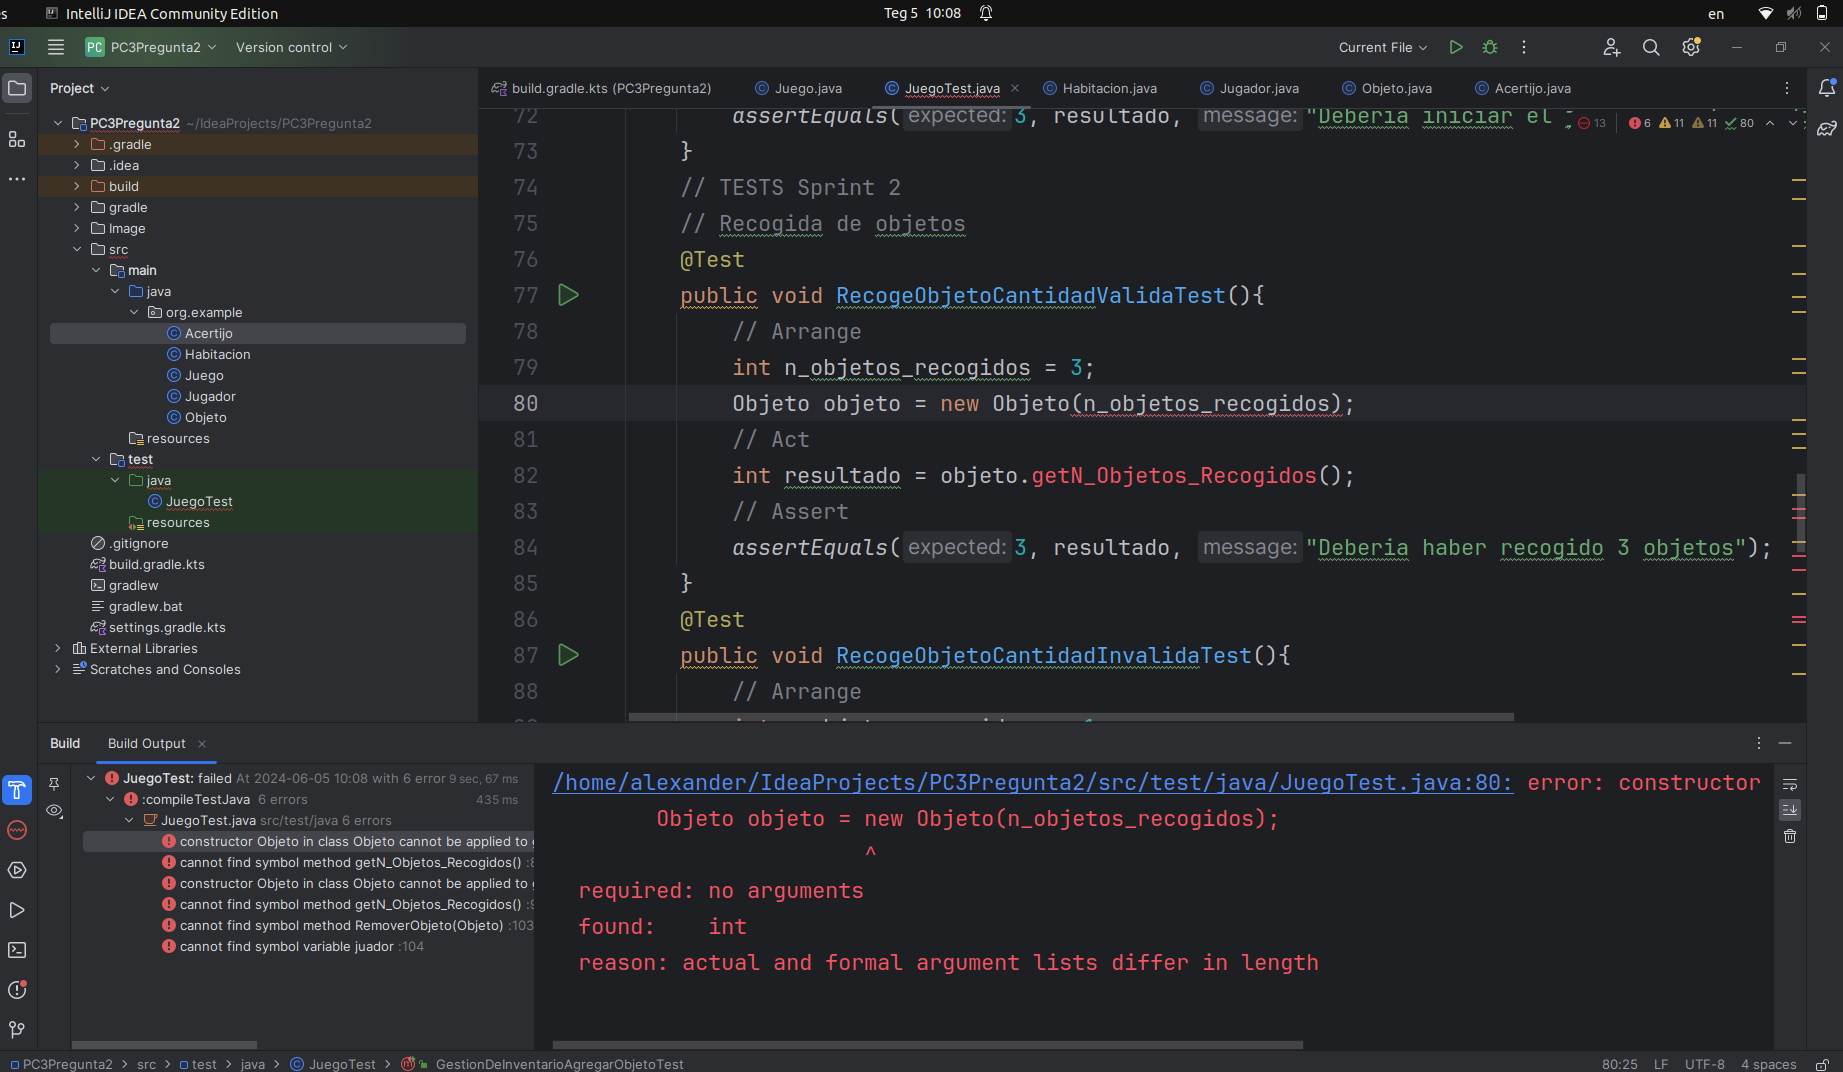 es
IntelliJ IDEA Community Edition
Teg 5 10:08
en
IJ
PC PC3Pregunta2
Version control
Current File
Project
build.gradle.kts (PC3Pregunta2)
Juego.java
JuegoTest.java
Habitacion.java
Jugador.java
Objeto.java
Acertijo.java
PC3Pregunta2 ~/IdeaProjects/PC3Pregunta2
.gradle
.idea
build
gradle
Image
src
main
java
org.example
Acertijo
Habitacion
Juego
Jugador
Objeto
resources
test
java
JuegoTest
resources
.gitignore
build.gradle.kts
gradlew
gradlew.bat
settings.gradle.kts
External Libraries
Scratches and Consoles
13 6 11 11 80
72 assertEquals( expected: 3, resultado, message: "Deberia iniciar el
73 }
74 // TESTS Sprint 2
75 // Recogida de objetos
76 @Test
77 public void RecogeObjetoCantidadValidaTest(){
78 // Arrange
79 int n_objetos_recogidos = 3;
80 Objeto objeto = new Objeto(n_objetos_recogidos);
81 // Act
82 int resultado = objeto.getN_Objetos_Recogidos();
83 // Assert
84 assertEquals( expected: 3, resultado, message: "Deberia haber recogido 3 objetos");
85 }
86 @Test
87 public void RecogeObjetoCantidadInvalidaTest(){
88 // Arrange
Build
Build Output
JuegoTest: failed At 2024-06-05 10:08 with 6 error 9 sec, 67 ms
:compileTestJava 6 errors 435 ms
JuegoTest.java src/test/java 6 errors
constructor Objeto in class Objeto cannot be applied to
cannot find symbol method getN_Objetos_Recogidos()
constructor Objeto in class Objeto cannot be applied to
cannot find symbol method getN_Objetos_Recogidos()
cannot find symbol method RemoverObjeto(Objeto) :103
cannot find symbol variable juador :104
/home/alexander/IdeaProjects/PC3Pregunta2/src/test/java/JuegoTest.java:80: error: constructor
Objeto objeto = new Objeto(n_objetos_recogidos);
^
required: no arguments
found: int
reason: actual and formal argument lists differ in length
PC3Pregunta2 > src > test > java > JuegoTest > GestionDeInventarioAgregarObjetoTest
80:25 LF UTF-8 4 spaces